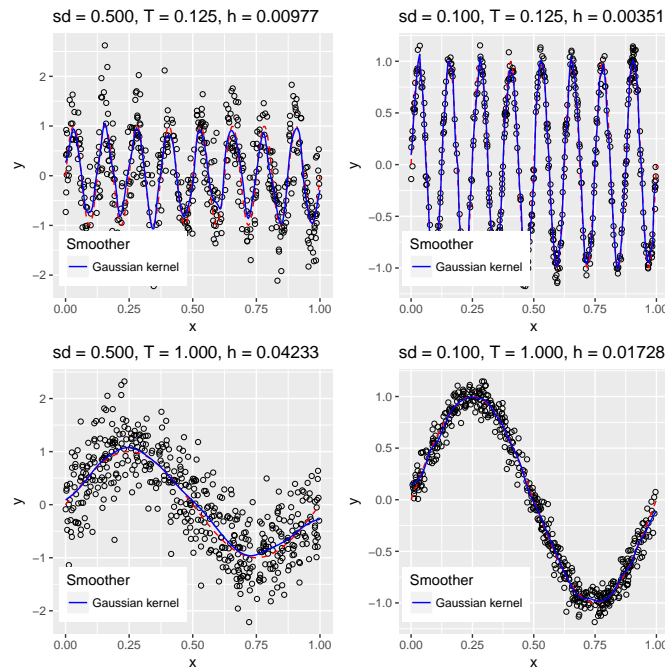 sd = 0.500, T = 0.125, h = 0.00977
2
1
0
−1
−2
y
Smoother
Gaussian kernel
0.00 0.25 0.50 0.75 1.00
x
sd = 0.100, T = 0.125, h = 0.00351
1.0
0.5
0.0
−0.5
−1.0
y
Smoother
Gaussian kernel
0.00 0.25 0.50 0.75 1.00
x
sd = 0.500, T = 1.000, h = 0.04233
2
1
0
−1
−2
y
Smoother
Gaussian kernel
0.00 0.25 0.50 0.75 1.00
x
sd = 0.100, T = 1.000, h = 0.01728
1.0
0.5
0.0
−0.5
−1.0
y
Smoother
Gaussian kernel
0.00 0.25 0.50 0.75 1.00
x